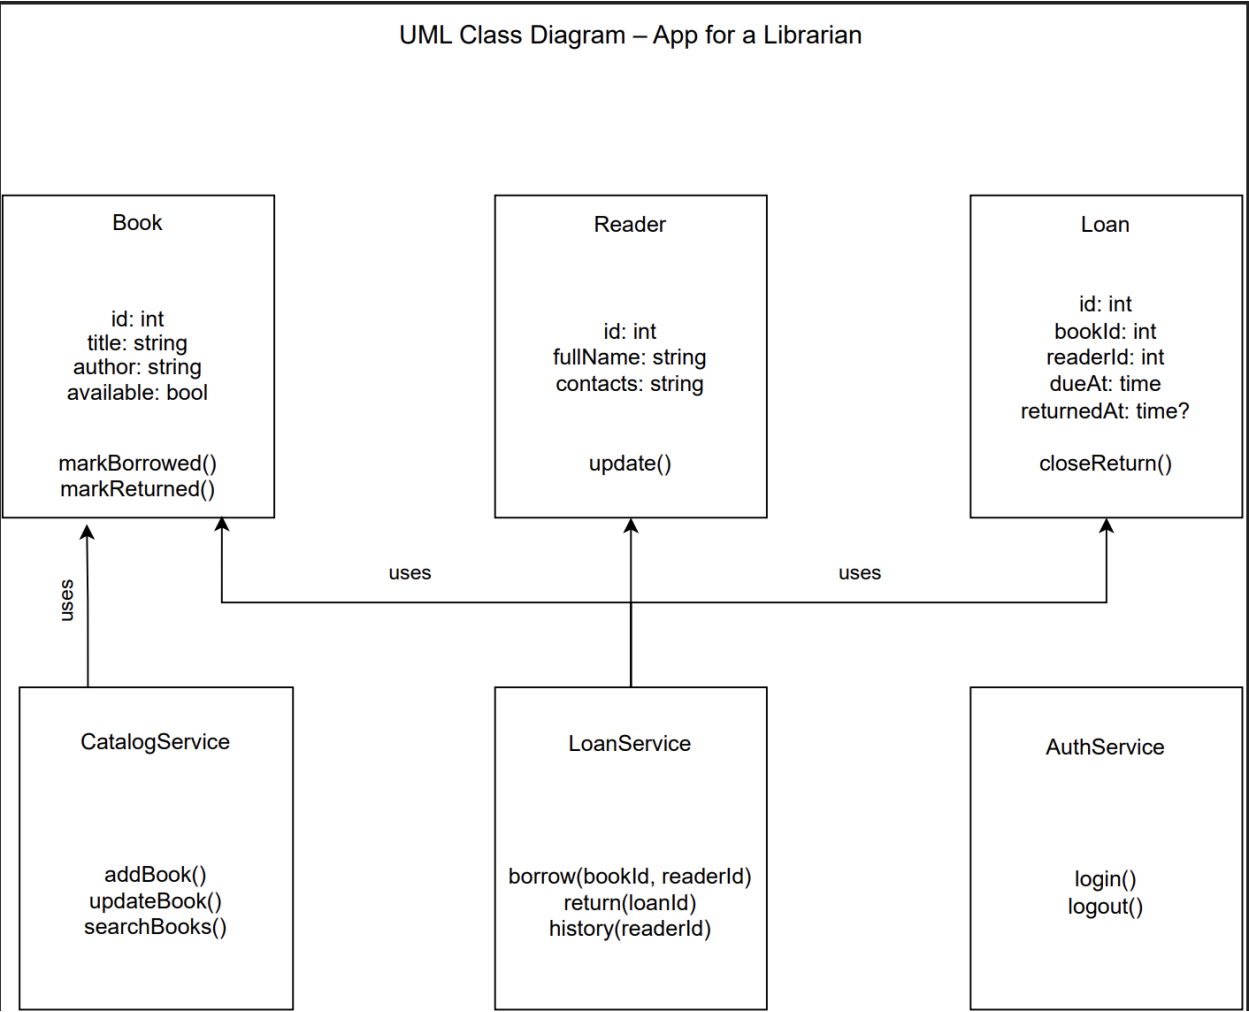 UML Class Diagram – App for a Librarian
Book
id: int
title: string
author: string
available: bool
markBorrowed()
markReturned()
Reader
id: int
fullName: string
contacts: string
update()
Loan
id: int
bookId: int
readerId: int
dueAt: time
returnedAt: time?
closeReturn()
uses
uses
uses
CatalogService
addBook()
updateBook()
searchBooks()
LoanService
borrow(bookId, readerId)
return(loanId)
history(readerId)
AuthService
login()
logout()